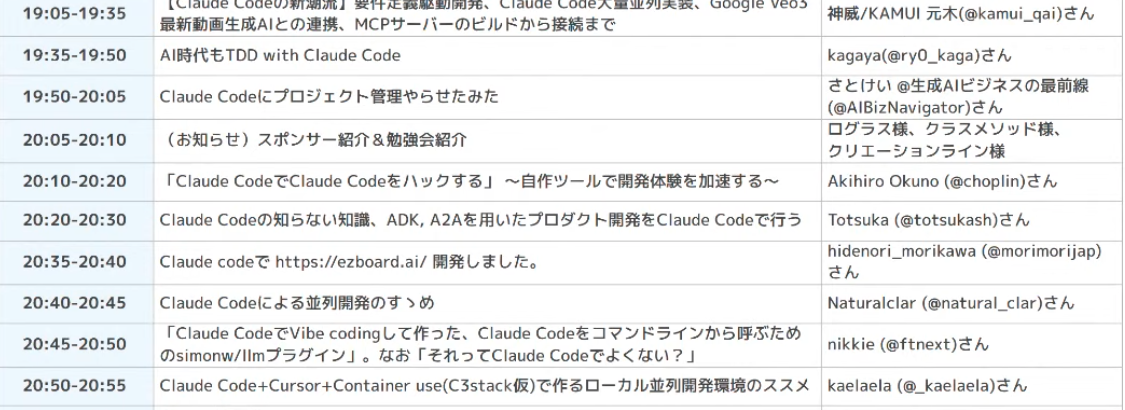 19:05-19:35
【Claude Codeの新潮流】要件定義駆動開発、Claude Code大量並列実装、Google Veo3
最新動画生成AIとの連携、MCPサーバーのビルドから接続まで
神威/KAMUI 元木(@kamui_qai)さん
19:35-19:50
AI時代もTDD with Claude Code
kagaya(@ry0_kaga)さん
19:50-20:05
Claude Codeにプロジェクト管理やらせたみた
さとけい @生成AIビジネスの最前線
(@AIBizNavigator)さん
20:05-20:10
（お知らせ）スポンサー紹介＆勉強会紹介
ログラス様、クラスメソッド様、
クリエーションライン様
20:10-20:20
「Claude CodeでClaude Codeをハックする」 〜自作ツールで開発体験を加速する〜
Akihiro Okuno (@choplin)さん
20:20-20:30
Claude Codeの知らない知識、ADK, A2Aを用いたプロダクト開発をClaude Codeで行う
Totsuka (@totsukash)さん
20:35-20:40
Claude codeで https://ezboard.ai/ 開発しました。
hidenori_morikawa (@morimorijap)
さん
20:40-20:45
Claude Codeによる並列開発のすゝめ
Naturalclar (@natural_clar)さん
20:45-20:50
「Claude CodeでVibe codingして作った、Claude Codeをコマンドラインから呼ぶため
のsimonw/llmプラグイン」。なお「それってClaude Codeでよくない？」
nikkie (@ftnext)さん
20:50-20:55
Claude Code+Cursor+Container use(C3stack仮)で作るローカル並列開発環境のススメ
kaelaela (@_kaelaela)さん